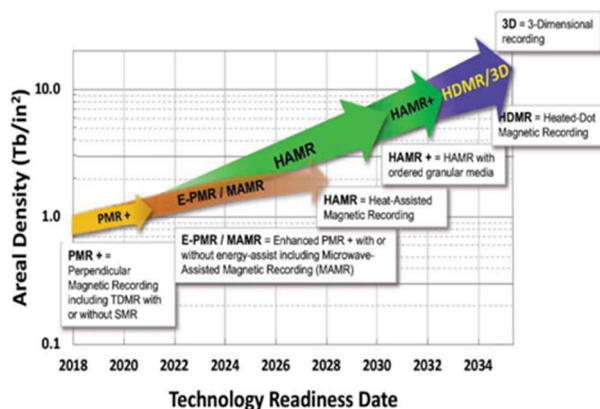 3D = 3-Dimensional
recording
10.0
HDMR/3D
HAMR+
HDMR = Heated-Dot
Magnetic Recording
HAMR
HAMR + = HAMR with
ordered granular media
Areal Density (Tb/in²)
E-PMR / MAMR
HAMR = Heat-Assisted
Magnetic Recording
1.0
PMR +
E-PMR / MAMR = Enhanced PMR + with or
without energy-assist including Microwave-
Assisted Magnetic Recording (MAMR)
PMR + =
Perpendicular
Magnetic Recording
including TDMR with
or without SMR
0.1
2018 2020 2022 2024 2026 2028 2030 2032 2034
Technology Readiness Date